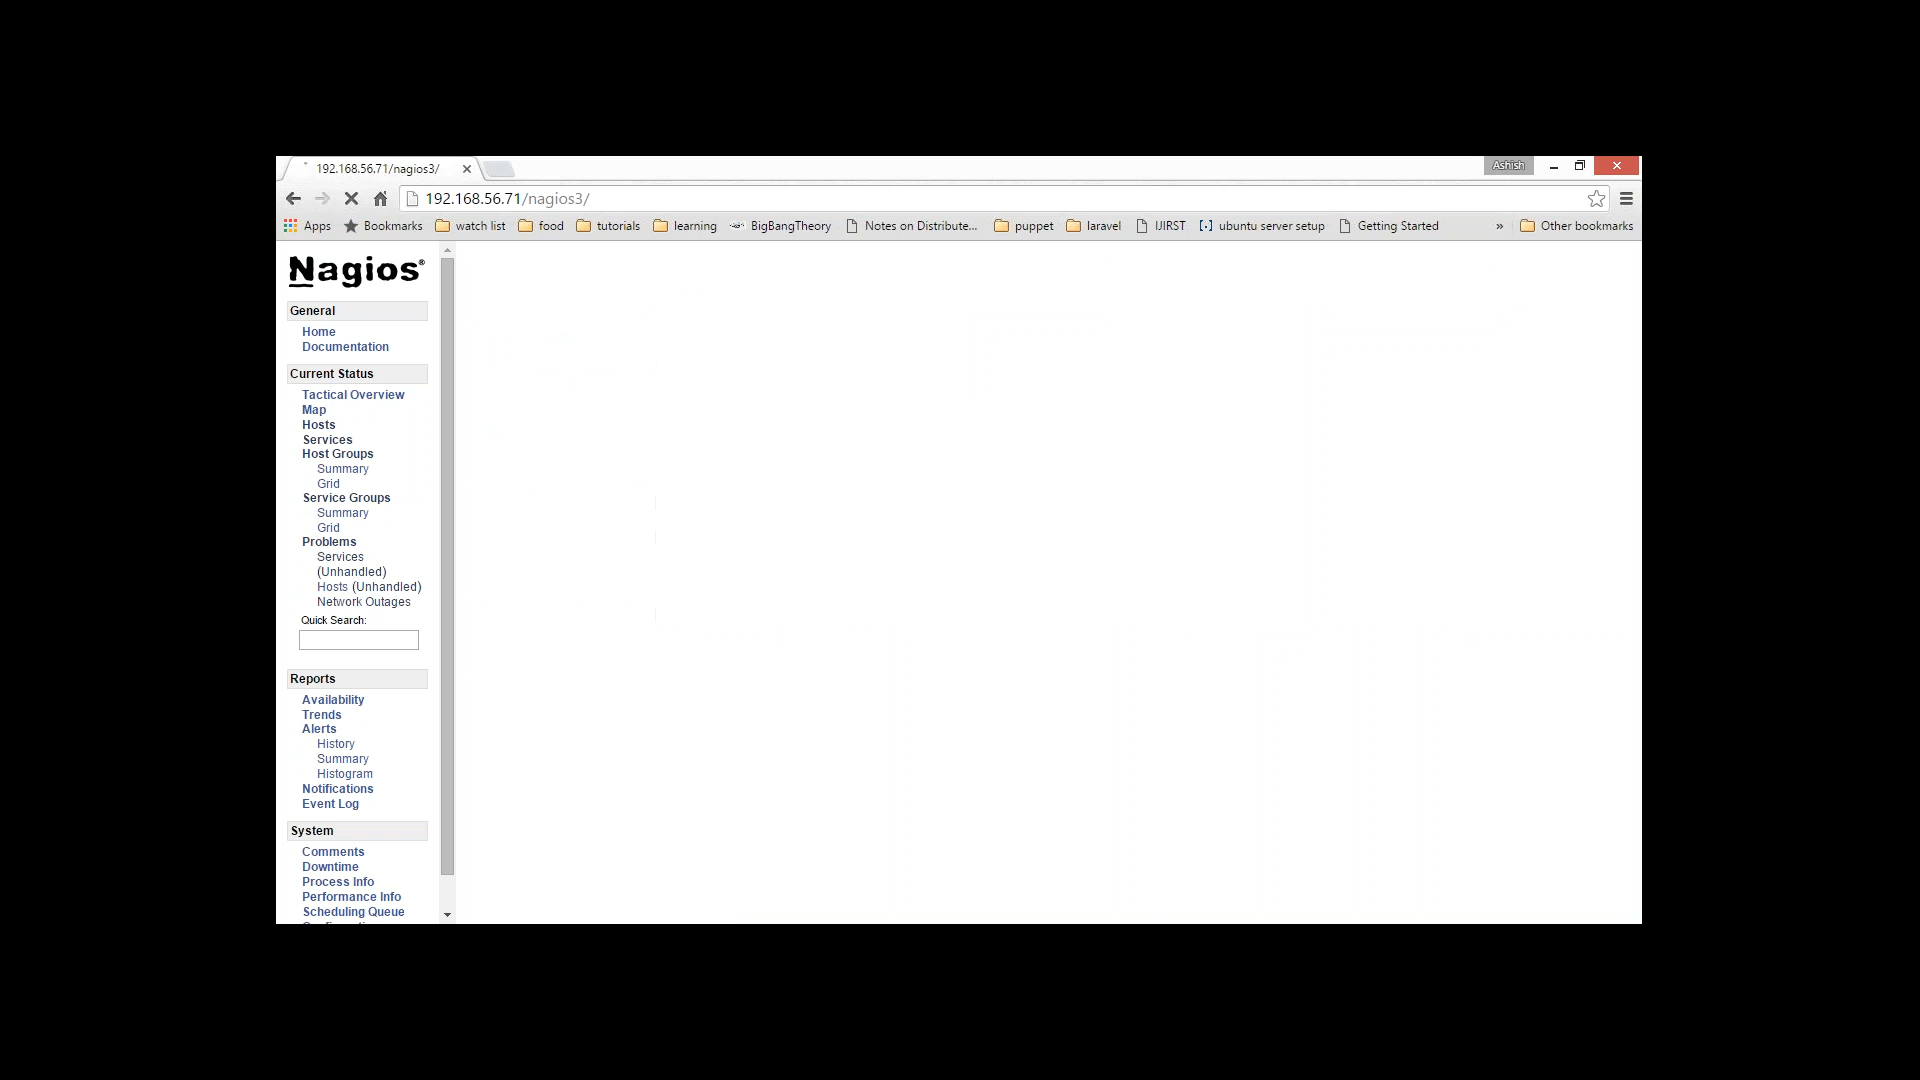 192.168.56.71/nagios3/
Ashish
192.168.56.71/nagios3/
Apps Bookmarks watch list food tutorials learning BigBangTheory Notes on Distribute... puppet laravel IJIRST ubuntu server setup Getting Started » Other bookmarks
Nagios®
General
Home
Documentation
Current Status
Tactical Overview
Map
Hosts
Services
Host Groups
Summary
Grid
Service Groups
Summary
Grid
Problems
Services
(Unhandled)
Hosts (Unhandled)
Network Outages
Quick Search:
Reports
Availability
Trends
Alerts
History
Summary
Histogram
Notifications
Event Log
System
Comments
Downtime
Process Info
Performance Info
Scheduling Queue